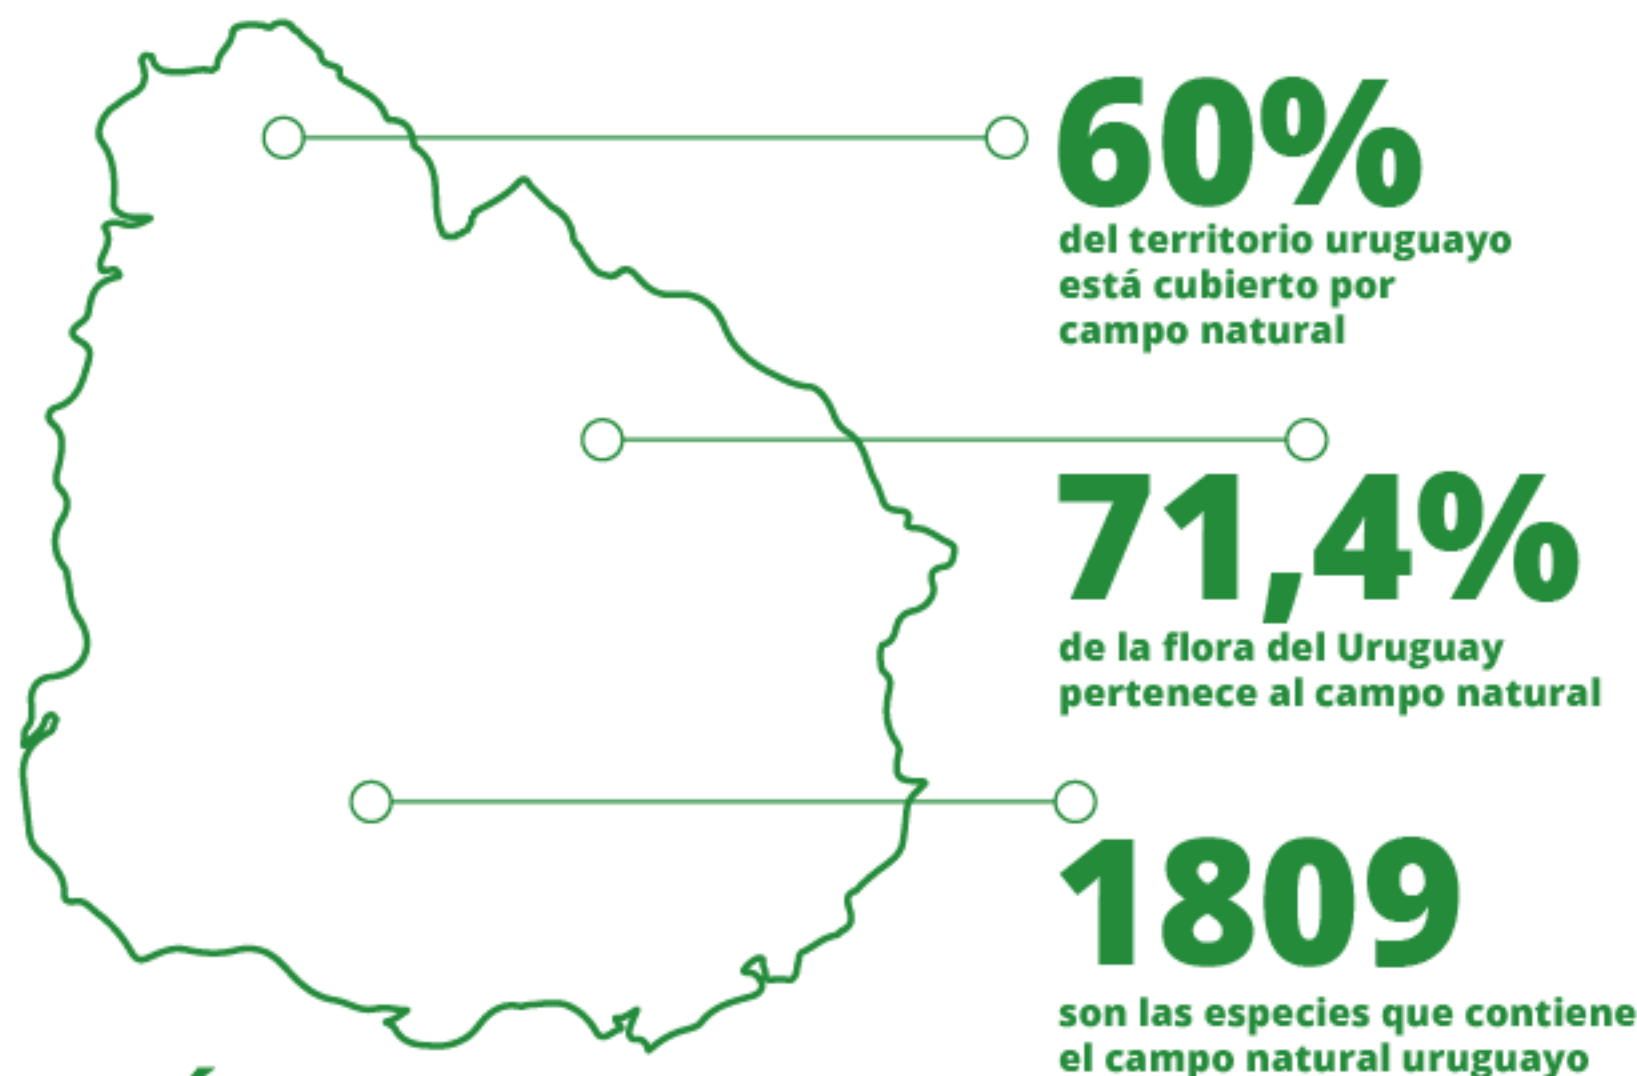 60%
del territorio uruguayo
está cubierto por
campo natural
71,4%
de la flora del Uruguay
pertenece al campo natural
1809
son las especies que contiene
el campo natural uruguayo